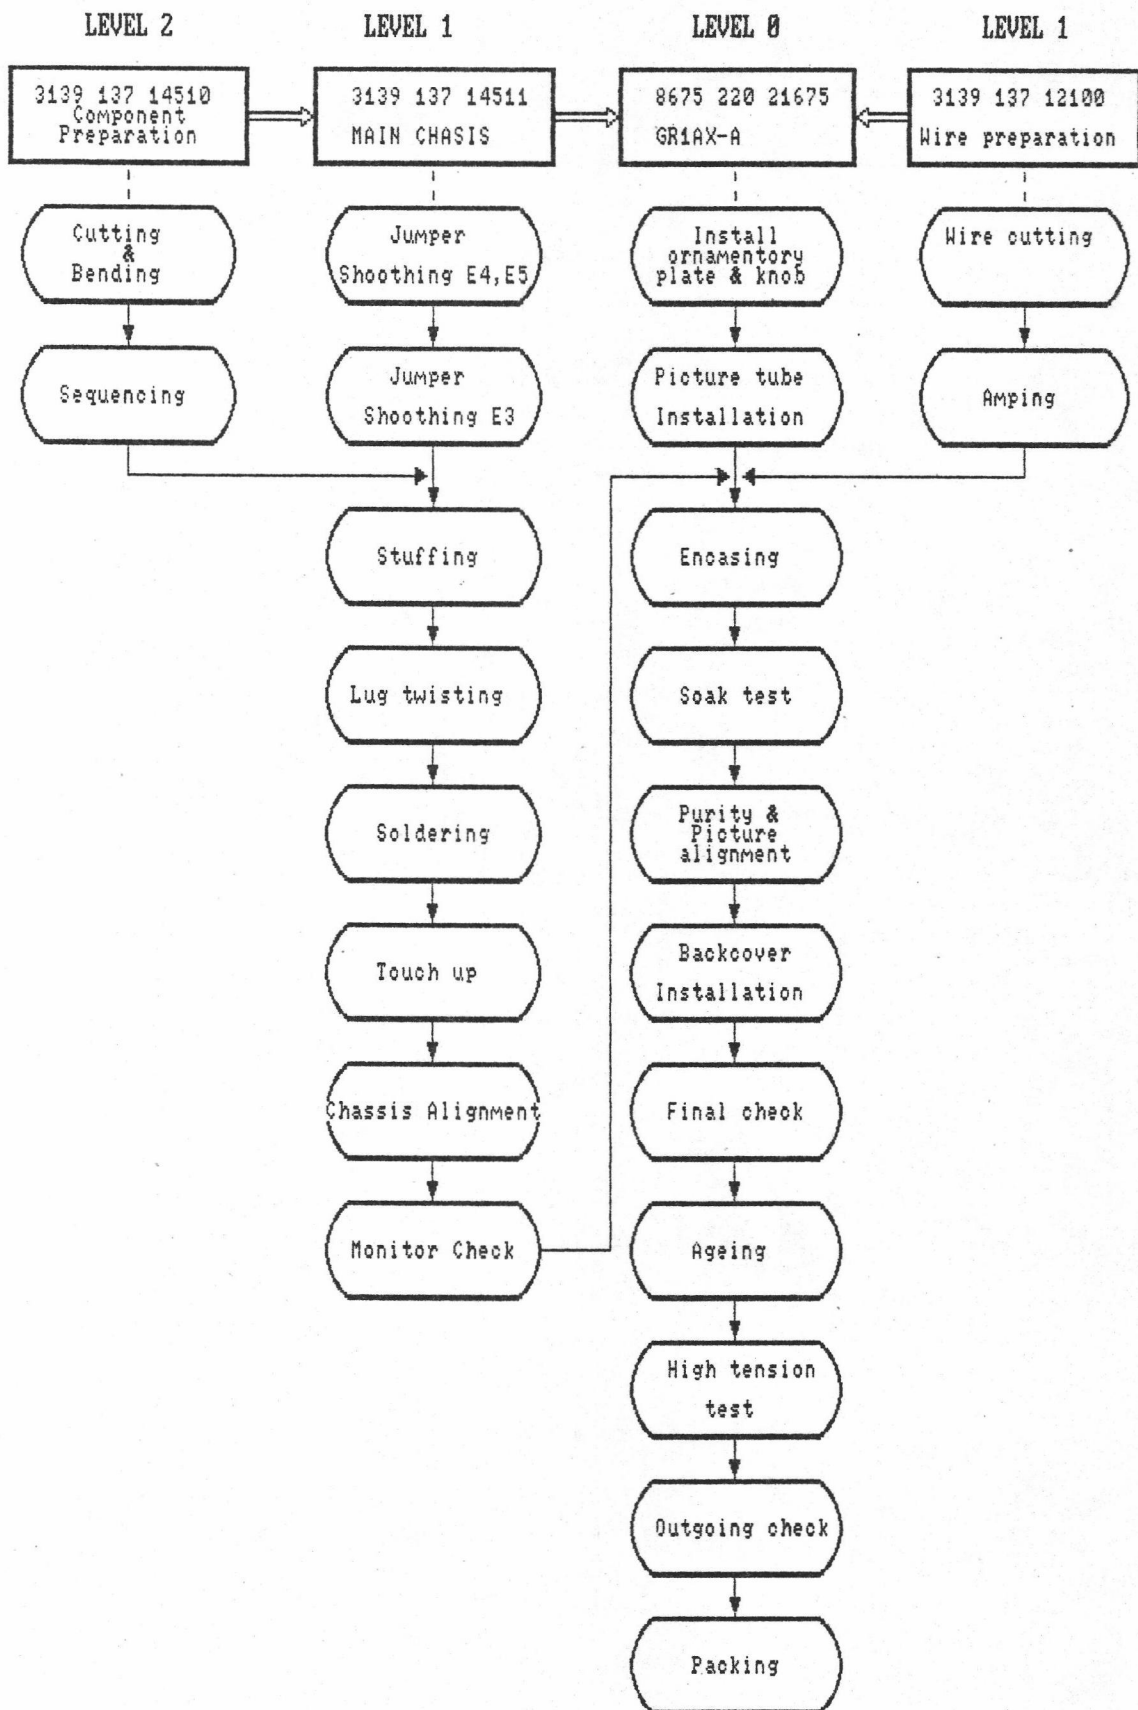 LEVEL 2
LEVEL 1
LEVEL 0
LEVEL 1
3139 137 14510
Component
Preparation
3139 137 14511
MAIN CHASIS
8675 220 21675
GR1AX-A
3139 137 12100
Wire preparation
Cutting
&
Bending
Jumper
Shoothing E4,E5
Install
ornamentory
plate & knob
Wire cutting
Sequencing
Jumper
Shoothing E3
Picture tube
Installation
Amping
Stuffing
Encasing
Lug twisting
Soak test
Soldering
Purity &
Picture
alignment
Touch up
Backcover
Installation
Chassis Alignment
Final check
Monitor Check
Ageing
High tension
test
Outgoing check
Packing